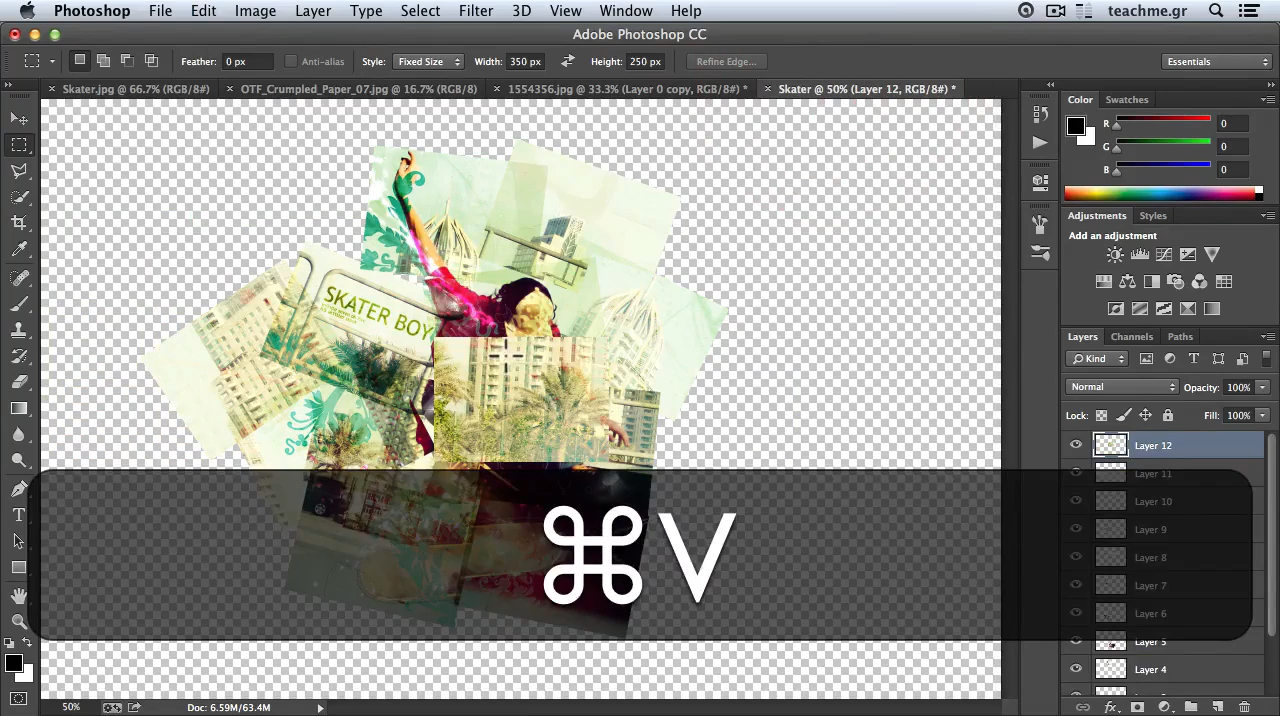 Photoshop File Edit Image Layer Type Select Filter 3D View Window Help teachme.gr
Adobe Photoshop CC
Feather: 0 px Anti-alias Style: Fixed Size Width: 350 px Height: 250 px Refine Edge... Essentials
Skater.jpg @ 66.7% (RGB/8#) OTF_Crumpled_Paper_07.jpg @ 16.7% (RGB/8) 1554356.jpg @ 33.3% (Layer 0 copy, RGB/8#) * Skater @ 50% (Layer 12, RGB/8#) *
Color Swatches
R 0
G 0
B 0
Adjustments Styles
Add an adjustment
SKATER BOY
Layers Channels Paths
Kind
Normal Opacity: 100%
Lock: Fill: 100%
Layer 12
Layer 11
Layer 10
Layer 9
Layer 8
Layer 7
Layer 6
Layer 5
Layer 4
⌘V
50% Doc: 6.59M/63.4M